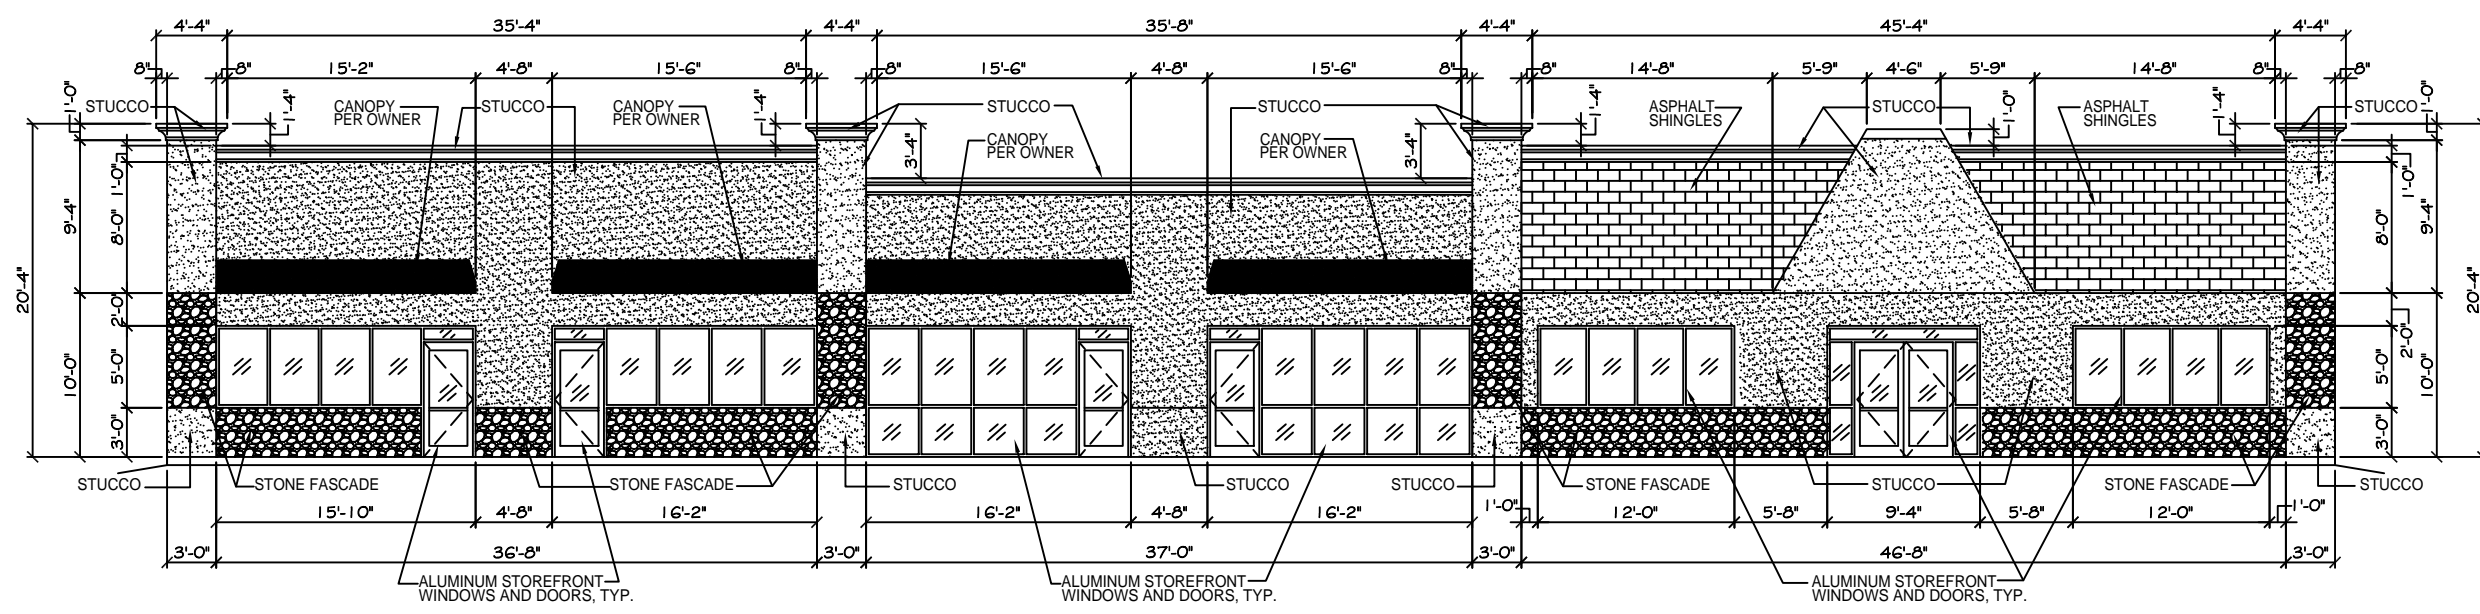 4'-4" 35'-4" 4'-4" 35'-8" 4'-4" 45'-4" 4'-4"
8" 8" 15'-2" 4'-8" 15'-6" 8" 8" 15'-6" 4'-8" 15'-6" 8" 8" 14'-8" 5'-9" 4'-6" 5'-9" 14'-8" 8" 8"
STUCCO
CANOPY
PER OWNER
STUCCO
CANOPY
PER OWNER
STUCCO
CANOPY
PER OWNER
STUCCO
CANOPY
PER OWNER
ASPHALT
SHINGLES
STUCCO
ASPHALT
SHINGLES
STUCCO
1'-0"
1'-4"
1'-4"
3'-4"
3'-4"
1'-4"
1'-0"
1'-4"
1'-0"
20'-4"
9'-4"
10'-0"
1'-0"
8'-0"
2'-0"
5'-0"
3'-0"
1'-0"
8'-0"
2'-0"
5'-0"
3'-0"
9'-4"
10'-0"
20'-4"
STUCCO
STONE FASCADE
STONE FASCADE
STUCCO
STUCCO
STUCCO
STONE FASCADE
STUCCO
STONE FASCADE
STUCCO
15'-10" 4'-8" 16'-2" 16'-2" 4'-8" 16'-2" 1'-0" 12'-0" 5'-8" 9'-4" 5'-8" 12'-0" 1'-0"
3'-0" 36'-8" 3'-0" 37'-0" 3'-0" 46'-8" 3'-0"
ALUMINUM STOREFRONT
WINDOWS AND DOORS, TYP.
ALUMINUM STOREFRONT
WINDOWS AND DOORS, TYP.
ALUMINUM STOREFRONT
WINDOWS AND DOORS, TYP.